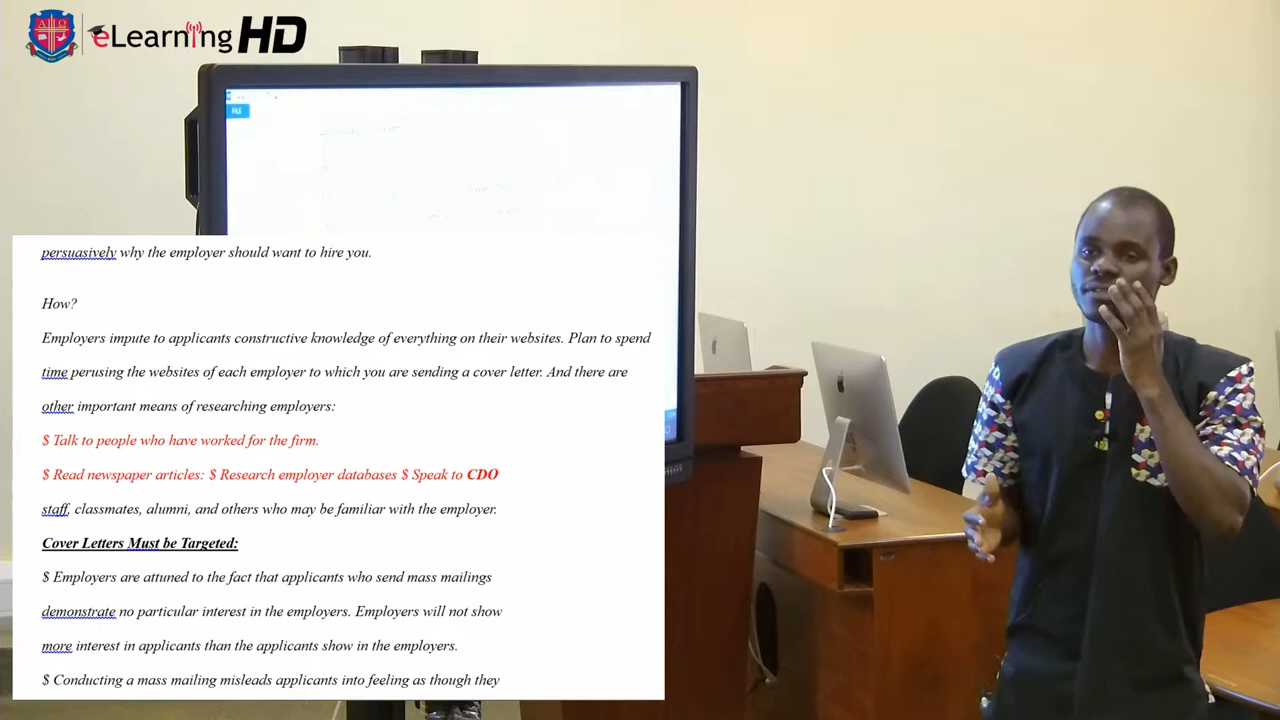 eLearning HD
FILE
persuasively why the employer should want to hire you.
How?
Employers impute to applicants constructive knowledge of everything on their websites. Plan to spend
time perusing the websites of each employer to which you are sending a cover letter. And there are
other important means of researching employers:
$ Talk to people who have worked for the firm.
$ Read newspaper articles: $ Research employer databases $ Speak to CDO
staff, classmates, alumni, and others who may be familiar with the employer.
Cover Letters Must be Targeted:
$ Employers are attuned to the fact that applicants who send mass mailings
demonstrate no particular interest in the employers. Employers will not show
more interest in applicants than the applicants show in the employers.
$ Conducting a mass mailing misleads applicants into feeling as though they